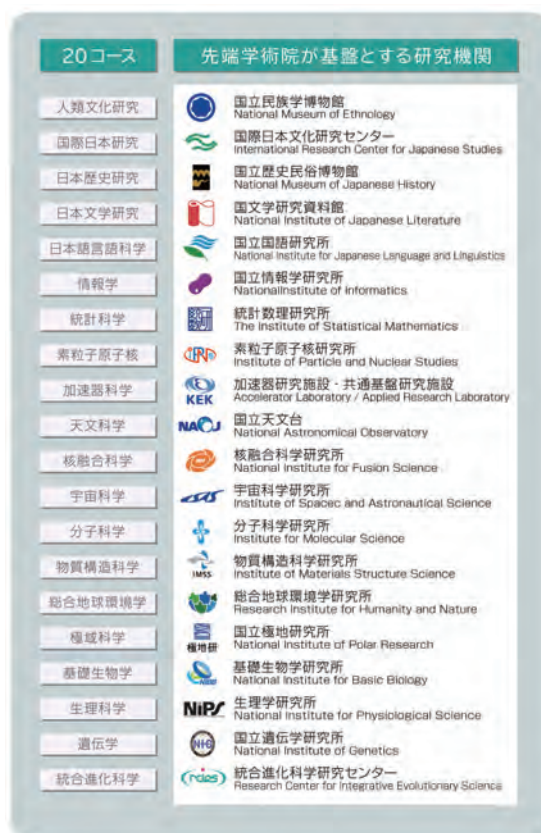 20コース
先端学術院が基盤とする研究機関
人類文化研究
国立民族学博物館
National Museum of Ethnology
国際日本研究
国際日本文化研究センター
International Research Center for Japanese Studies
日本歴史研究
国立歴史民俗博物館
National Museum of Japanese History
日本文学研究
国文学研究資料館
National Institute of Japanese Literature
日本語言語科学
国立国語研究所
National Institute for Japanese Language and Linguistics
情報学
国立情報学研究所
NationalInstitute of Informatics
統計科学
統計数理研究所
The Institute of Statistical Mathematics
素粒子原子核
素粒子原子核研究所
Institute of Particle and Nuclear Studies
加速器科学
KEK
加速器研究施設・共通基盤研究施設
Accelerator Laboratory / Applied Research Laboratory
天文科学
NAOJ
国立天文台
National Astronomical Observatory
核融合科学
核融合科学研究所
National Institute for Fusion Science
宇宙科学
宇宙科学研究所
Institute of Spacec and Astronautical Science
分子科学
分子科学研究所
Institute for Molecular Science
物質構造科学
IMSS
物質構造科学研究所
Institute of Materials Structure Science
総合地球環境学
総合地球環境学研究所
Research Institute for Humanity and Nature
極域科学
極地研
国立極地研究所
National Institute of Polar Research
基礎生物学
基礎生物学研究所
National Institute for Basic Biology
生理科学
NiPS
生理学研究所
National Institute for Physiological Science
遺伝学
NIG
国立遺伝学研究所
National Institute of Genetics
統合進化科学
rcies
統合進化科学研究センター
Research Center for Integrative Evolutionary Science